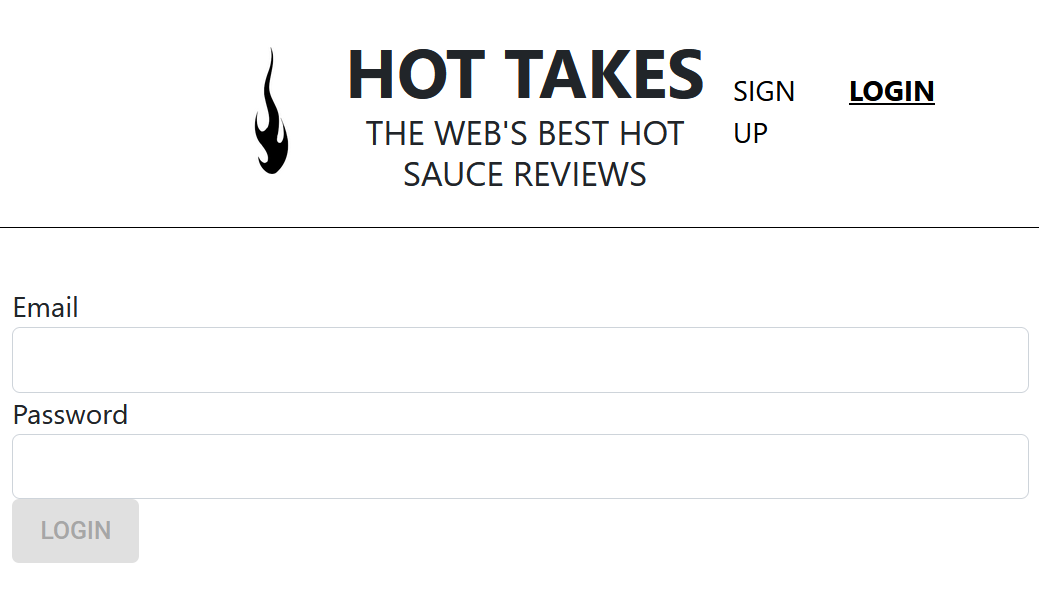 HOT TAKES
THE WEB'S BEST HOT
SAUCE REVIEWS
SIGN
UP
LOGIN
Email
Password
LOGIN